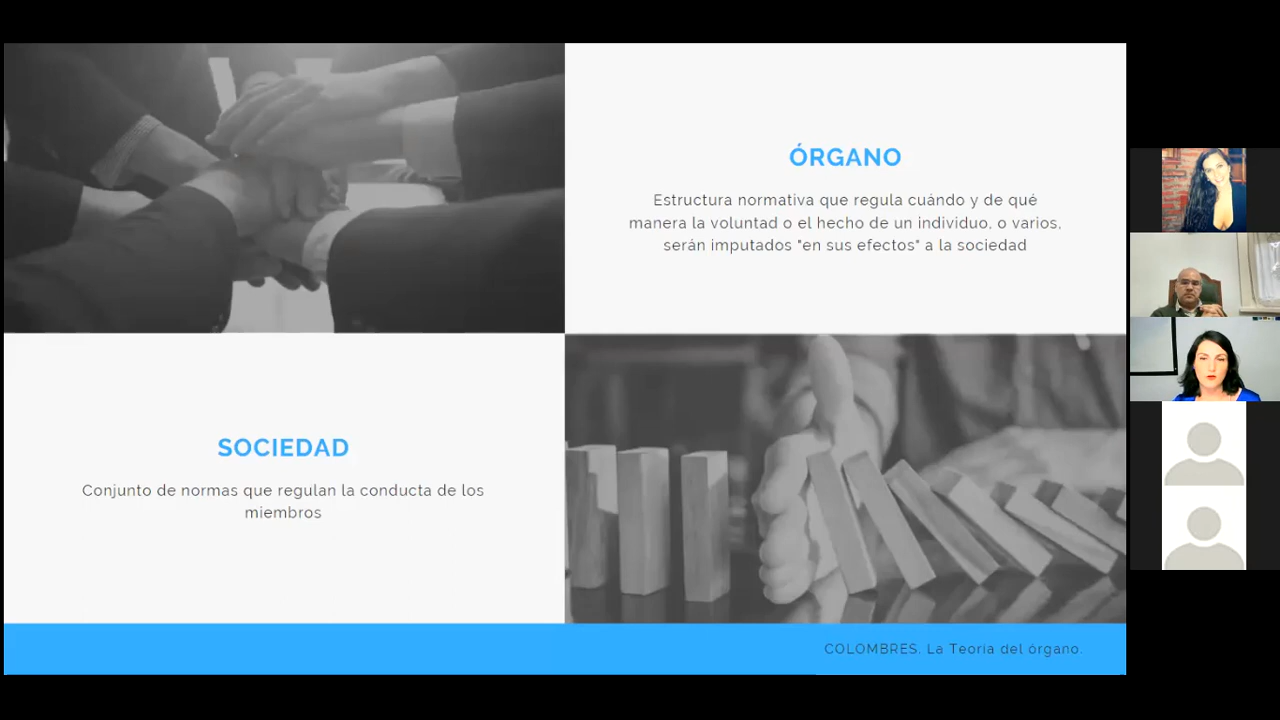 ÓRGANO
Estructura normativa que regula cuándo y de qué
manera la voluntad o el hecho de un individuo, o varios,
serán imputados "en sus efectos" a la sociedad
SOCIEDAD
Conjunto de normas que regulan la conducta de los
miembros
COLOMBRES. La Teoría del órgano.